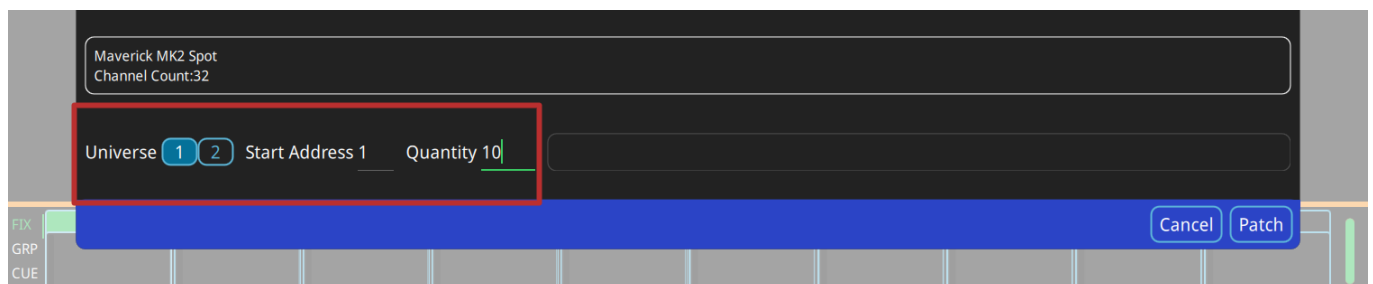 Maverick MK2 Spot
Channel Count:32
Universe 1 2 Start Address 1 Quantity 10
Cancel Patch
FIX
GRP
CUE